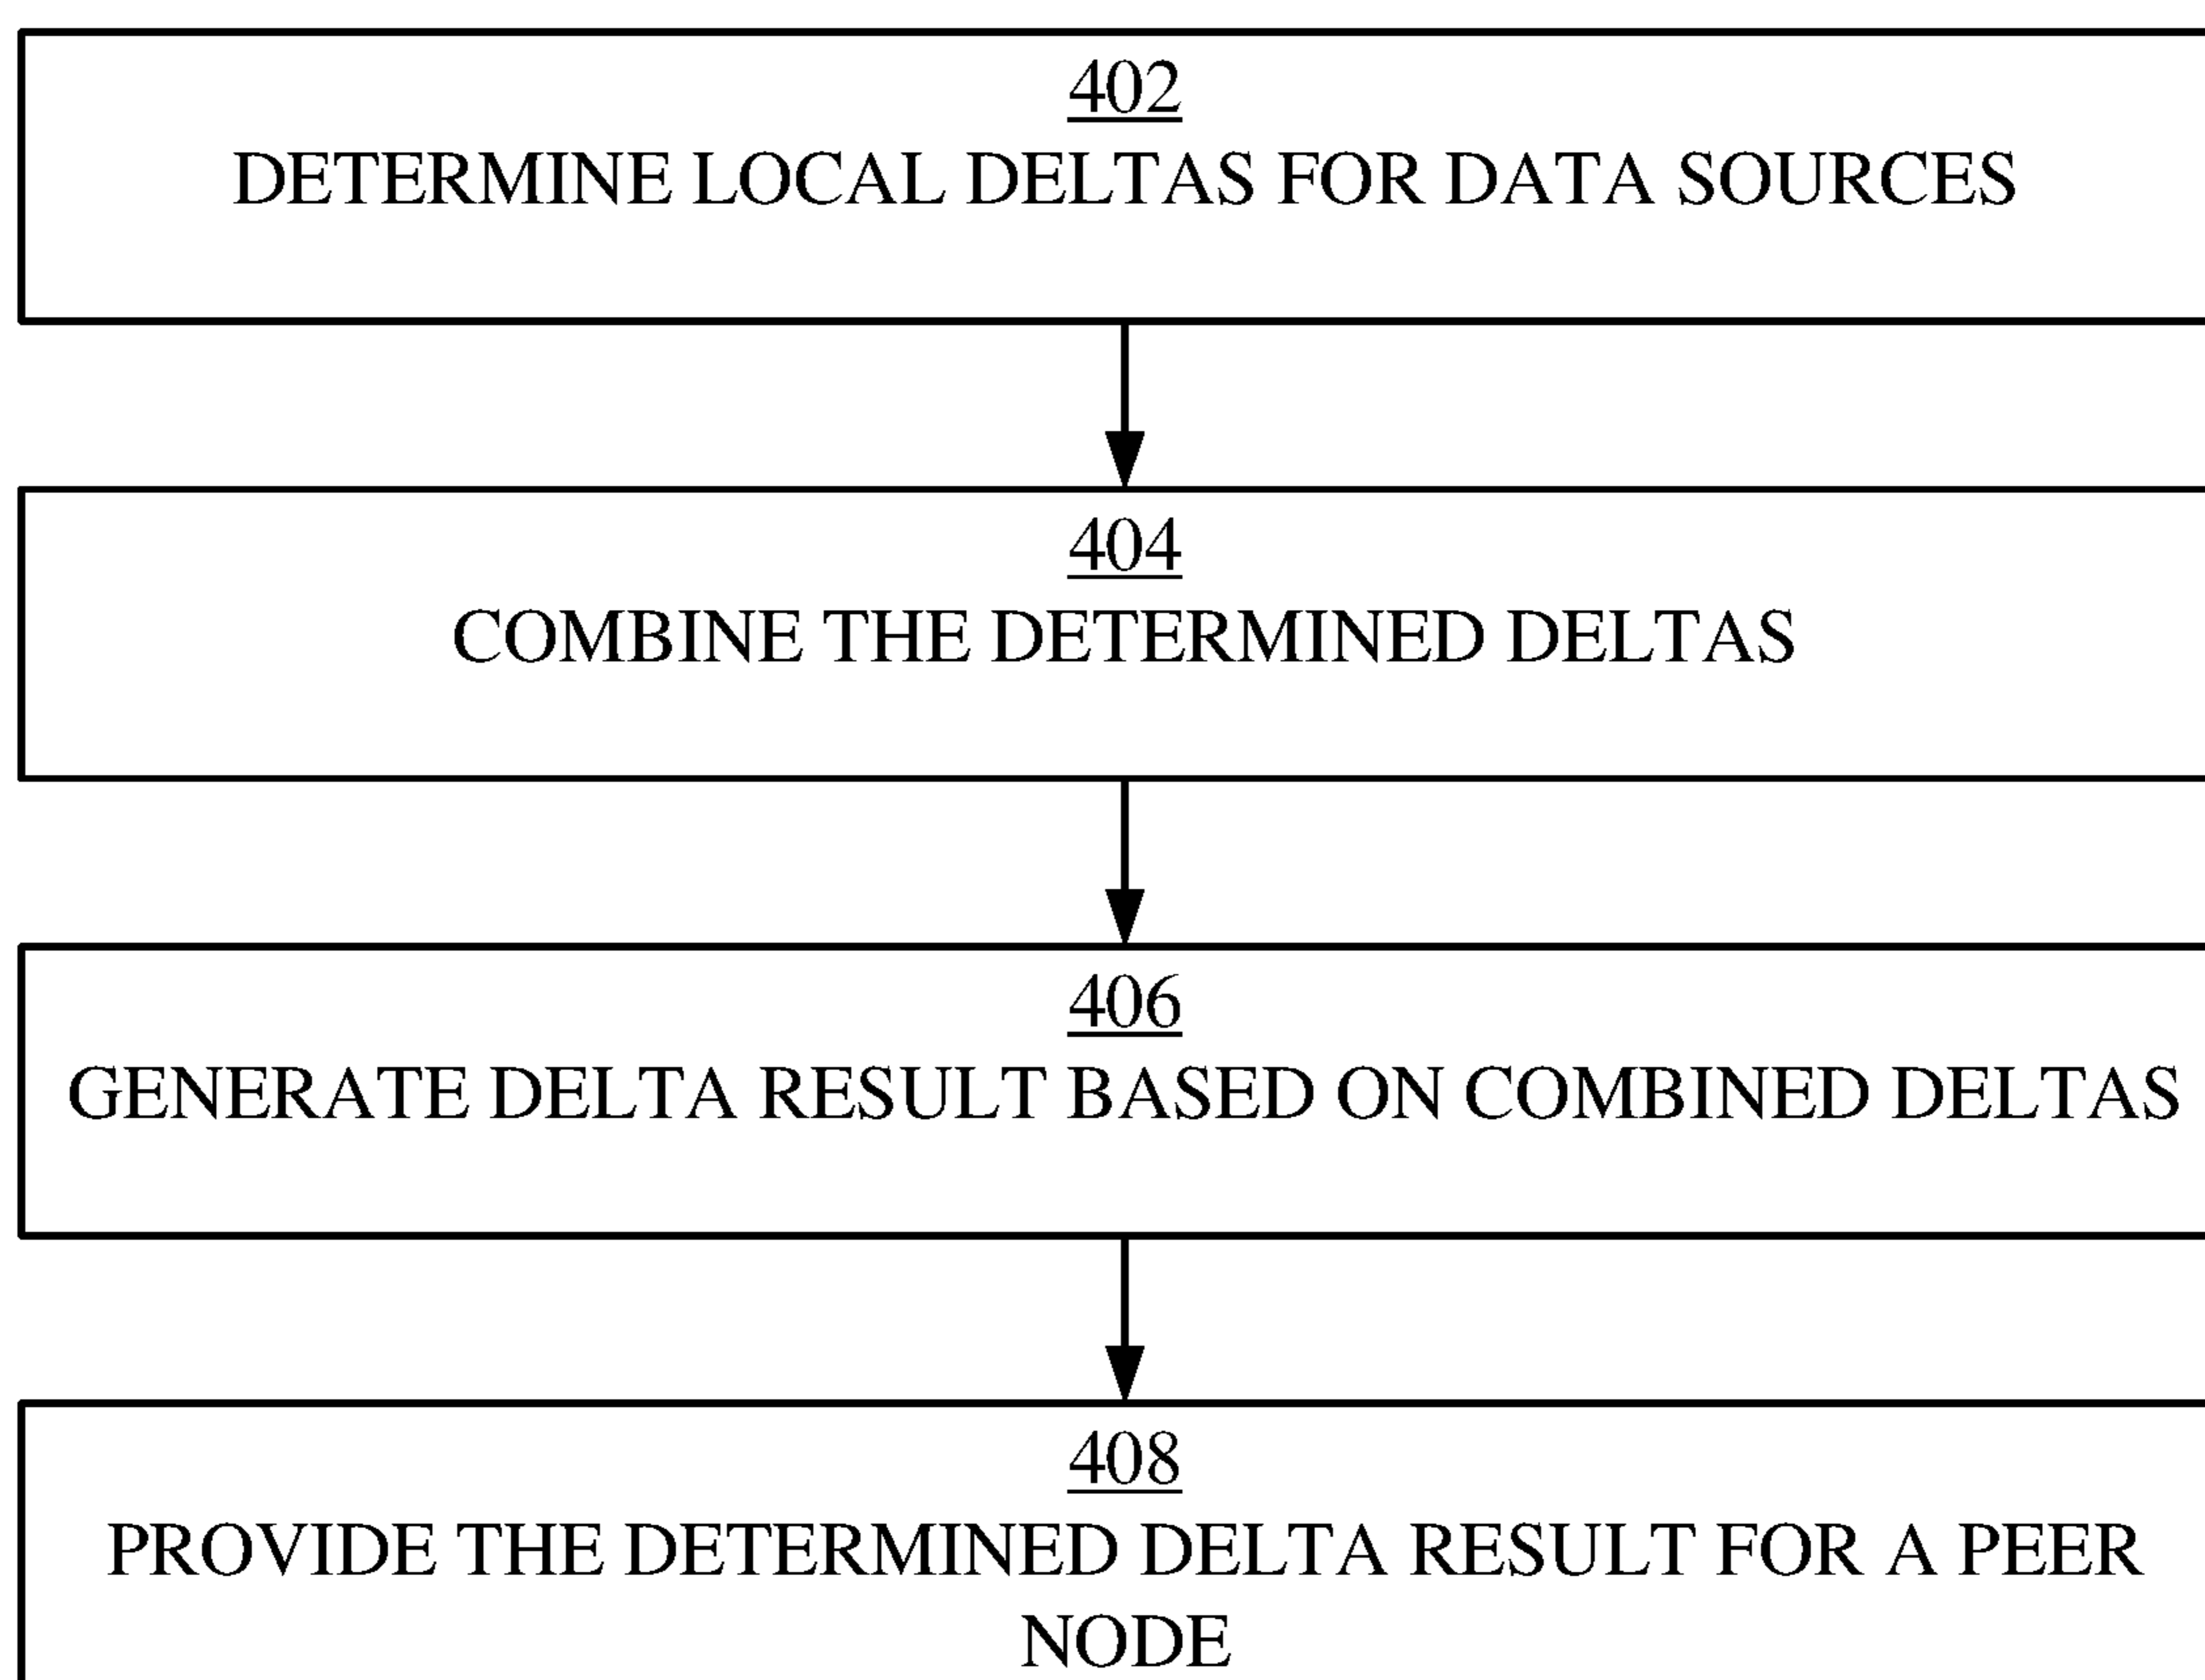 402
DETERMINE LOCAL DELTAS FOR DATA SOURCES
404
COMBINE THE DETERMINED DELTAS
406
GENERATE DELTA RESULT BASED ON COMBINED DELTAS
408
PROVIDE THE DETERMINED DELTA RESULT FOR A PEER
NODE